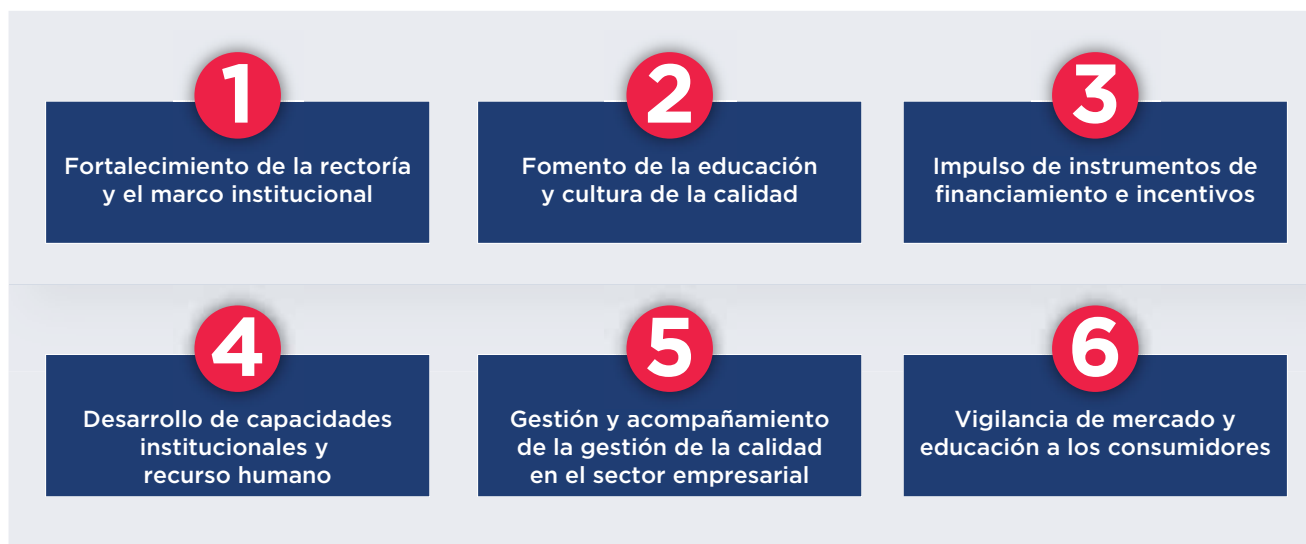 1
Fortalecimiento de la rectoría
y el marco institucional
2
Fomento de la educación
y cultura de la calidad
3
Impulso de instrumentos de
financiamiento e incentivos
4
Desarrollo de capacidades
institucionales y
recurso humano
5
Gestión y acompañamiento
de la gestión de la calidad
en el sector empresarial
6
Vigilancia de mercado y
educación a los consumidores